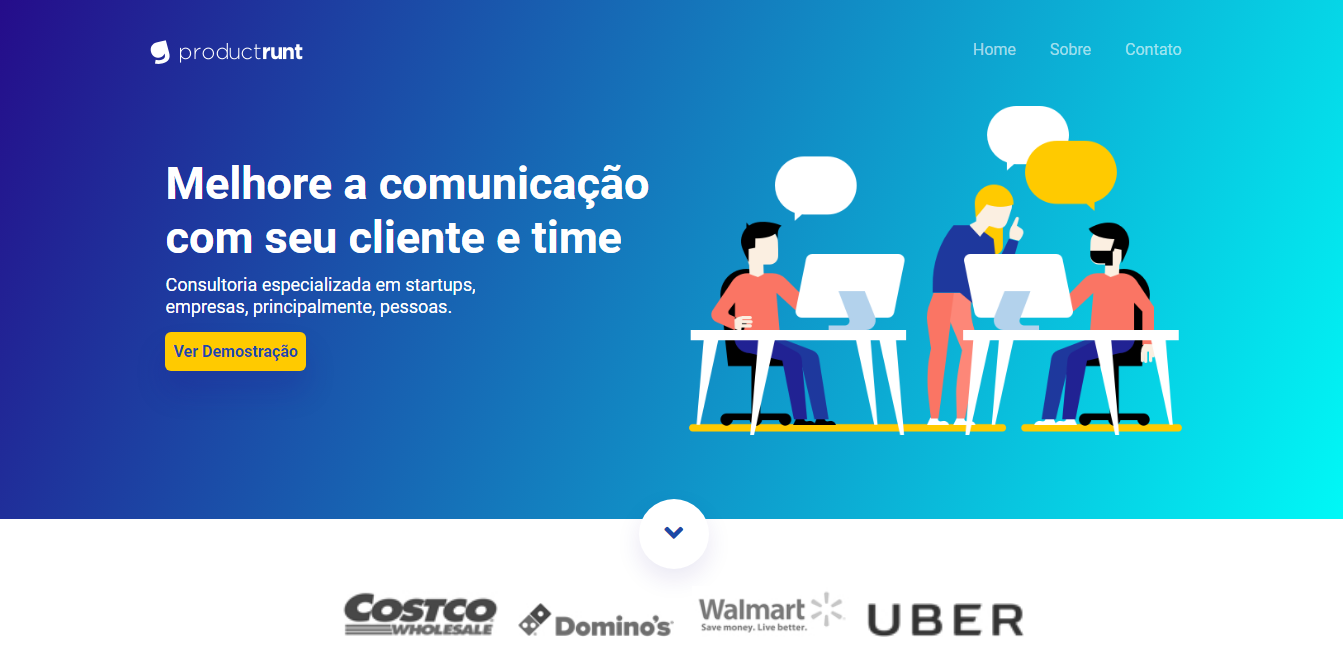 productrunt
Home Sobre Contato
Melhore a comunicação
com seu cliente e time
Consultoria especializada em startups,
empresas, principalmente, pessoas.
Ver Demostração
COSTCO
WHOLESALE
Domino's
Walmart
Save money. Live better.
UBER